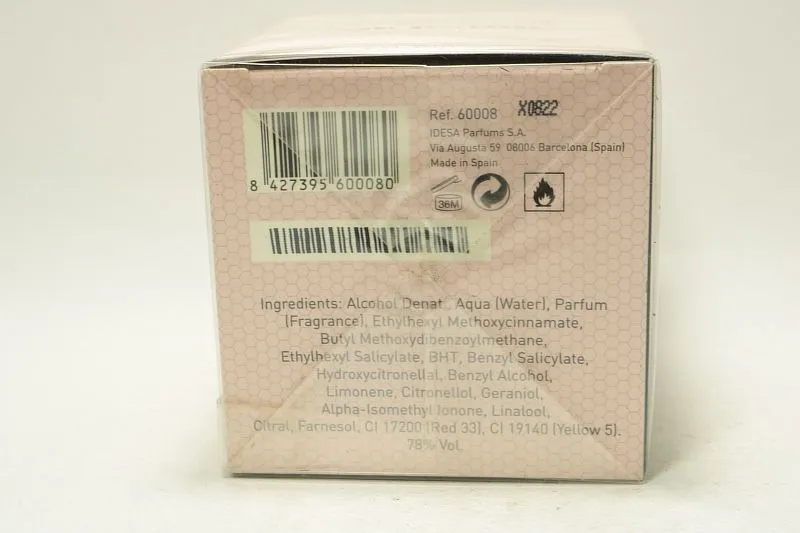 Ref. 60008 X0822
IDESA Parfums S.A.
Via Augusta 59 08006 Barcelona (Spain)
Made in Spain
8 427395 600080
36M
Ingredients: Alcohol Denat., Aqua (Water), Parfum
(Fragrance), Ethylhexyl Methoxycinnamate,
Butyl Methoxydibenzoylmethane,
Ethylhexyl Salicylate, BHT, Benzyl Salicylate,
Hydroxycitronellal, Benzyl Alcohol,
Limonene, Citronellol, Geraniol,
Alpha-Isomethyl Ionone, Linalool,
Citral, Farnesol, CI 17200 (Red 33), CI 19140 (Yellow 5).
78% Vol.